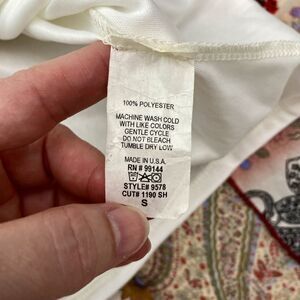 100% POLYESTER
MACHINE WASH COLD
WITH LIKE COLORS
GENTLE CYCLE
DO NOT BLEACH
TUMBLE DRY LOW
MADE IN U.S.A.
RN # 99144
STYLE# 9578
CUT# 1190 SH
S